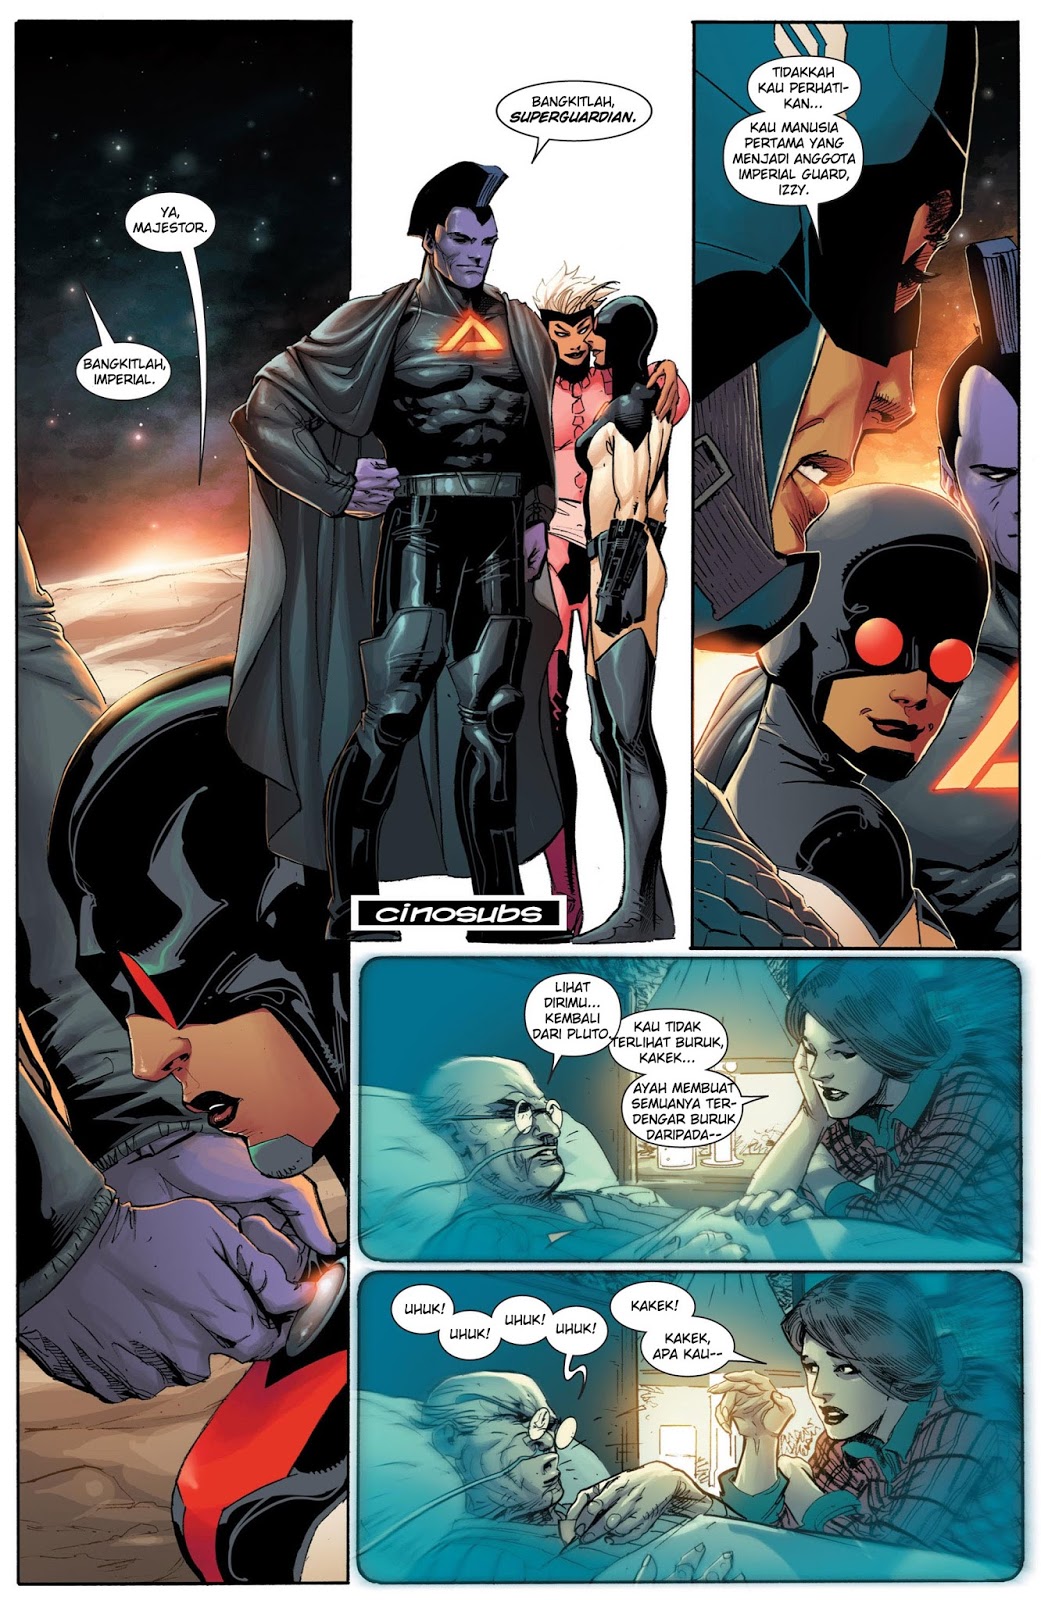 YA,
MAJESTOR.
BANGKITLAH,
IMPERIAL.
BANGKITLAH,
SUPERGUARDIAN.
TIDAKKAH
KAU PERHATI-
KAN...
KAU MANUSIA
PERTAMA YANG
MENJADI ANGGOTA
IMPERIAL GUARD,
IZZY.
cinosubs
LIHAT
DIRIMU...
KEMBALI
DARI PLUTO.
KAU TIDAK
TERLIHAT BURUK,
KAKEK...
AYAH MEMBUAT
SEMUANYA TER-
DENGAR BURUK
DARIPADA--
UHUK!
UHUK!
UHUK!
UHUK!
KAKEK!
KAKEK,
APA KAU--